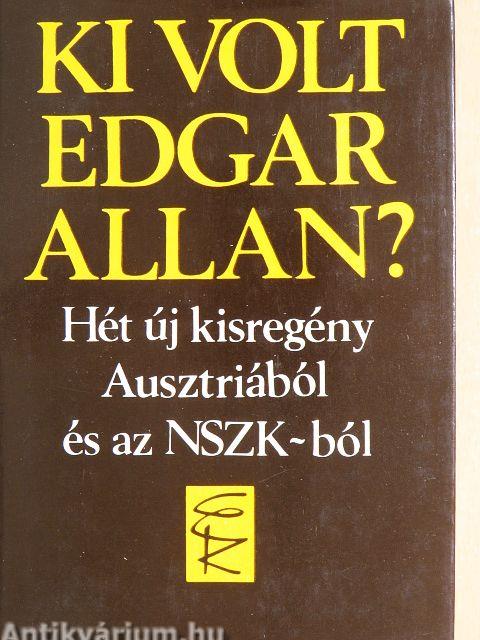 KI VOLT
EDGAR
ALLAN?
Hét új kisregény
Ausztriából
és az NSZK-ból
Antikvárium.hu